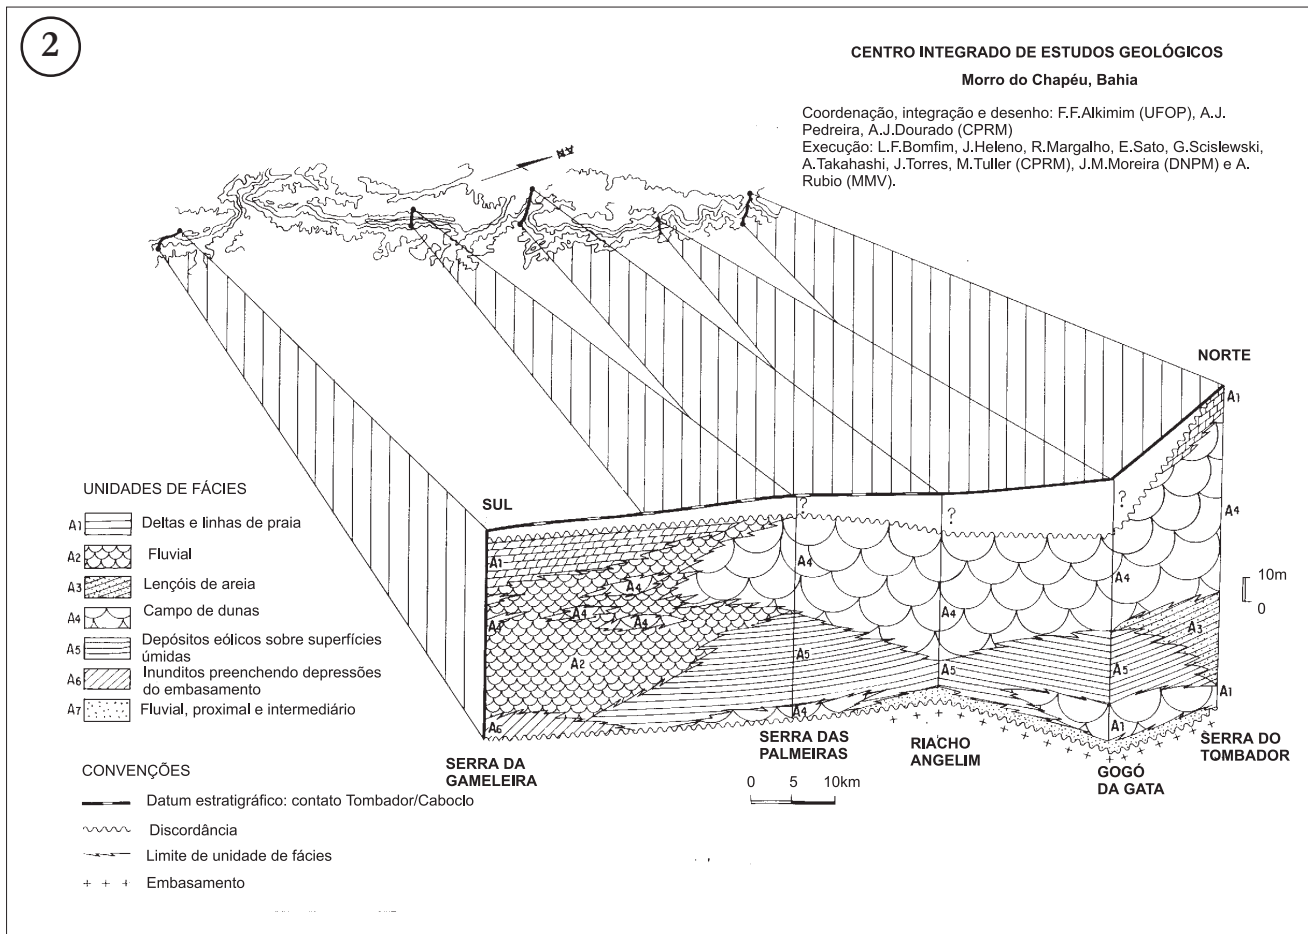 2
CENTRO INTEGRADO DE ESTUDOS GEOLÓGICOS
Morro do Chapéu, Bahia
Coordenação, integração e desenho: F.F.Alkimim (UFOP), A.J.
Pedreira, A.J.Dourado (CPRM)
Execução: L.F.Bomfim, J.Heleno, R.Margalho, E.Sato, G.Scislewski,
A.Takahashi, J.Torres, M.Tuller (CPRM), J.M.Moreira (DNPM) e A.
Rubio (MMV).
NORTE
A1
A4
A3
A1
10m
0
SUL
?
?
?
A1
A4
A4
A4
A2
A6
A4
A5
A4
A4
A5
A4
A5
A1
UNIDADES DE FÁCIES
A1 Deltas e linhas de praia
A2 Fluvial
A3 Lençóis de areia
A4 Campo de dunas
A5 Depósitos eólicos sobre superfícies
úmidas
A6 Inunditos preenchendo depressões
do embasamento
A7 Fluvial, proximal e intermediário
SERRA DA
GAMELEIRA
SERRA DAS
PALMEIRAS
RIACHO
ANGELIM
GOGÓ
DA GATA
SERRA DO
TOMBADOR
0 5 10km
CONVENÇÕES
Datum estratigráfico: contato Tombador/Caboclo
Discordância
Limite de unidade de fácies
Embasamento